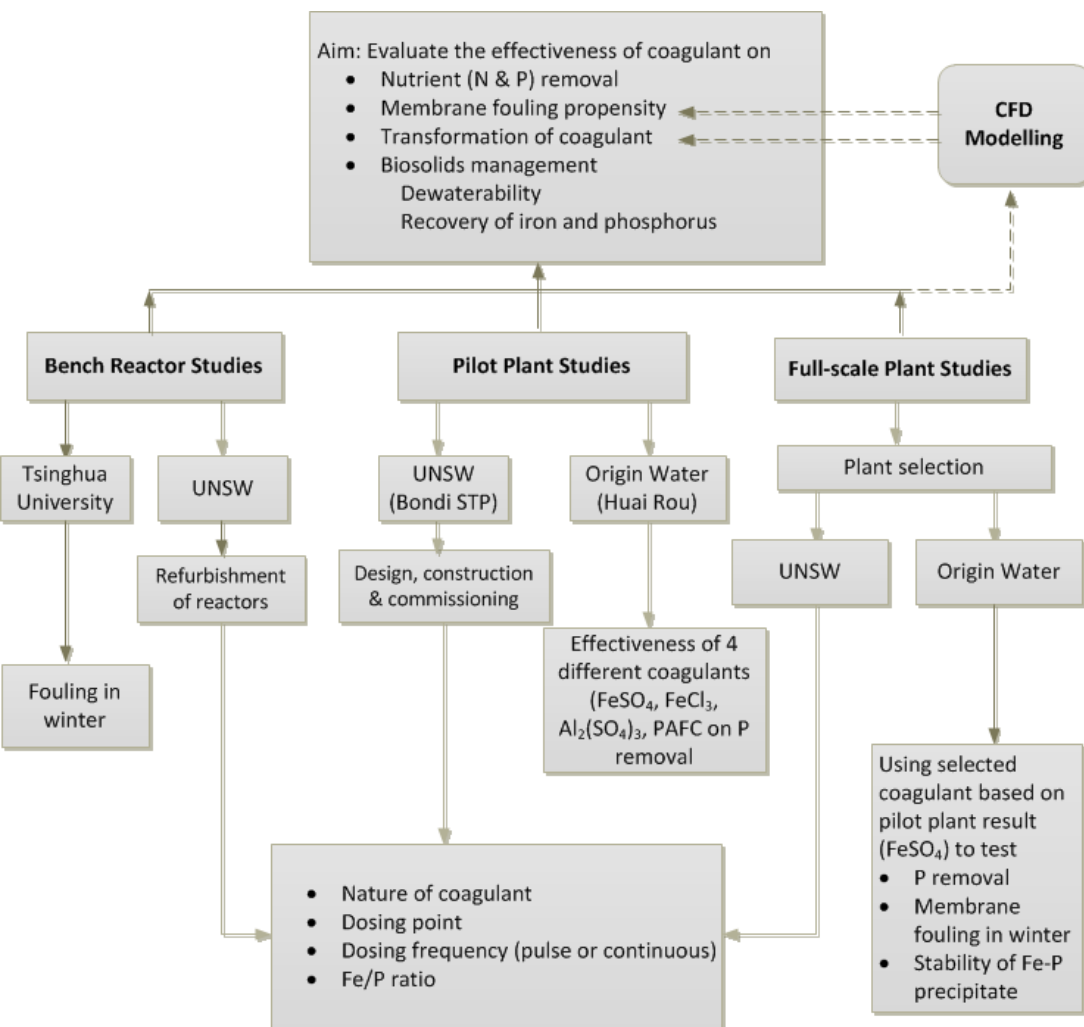 Aim: Evaluate the effectiveness of coagulant on
• Nutrient (N & P) removal
• Membrane fouling propensity
• Transformation of coagulant
• Biosolids management
Dewaterability
Recovery of iron and phosphorus
CFD
Modelling
Bench Reactor Studies
Pilot Plant Studies
Full-scale Plant Studies
Tsinghua
University
UNSW
UNSW
(Bondi STP)
Origin Water
(Huai Rou)
Plant selection
Refurbishment
of reactors
Design, construction
& commissioning
UNSW
Origin Water
Fouling in
winter
Effectiveness of 4
different coagulants
(FeSO₄, FeCl₃,
Al₂(SO₄)₃, PAFC on P
removal
Using selected
coagulant based on
pilot plant result
(FeSO₄) to test
• P removal
• Membrane
fouling in winter
• Stability of Fe-P
precipitate
• Nature of coagulant
• Dosing point
• Dosing frequency (pulse or continuous)
• Fe/P ratio